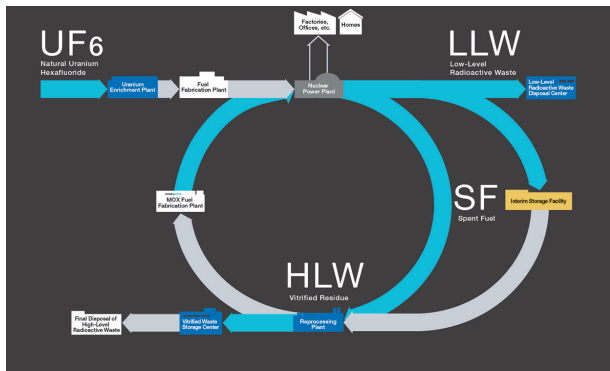 UF6
Natural Uranium
Hexafluoride
Uranium
Enrichment Plant
Fuel
Fabrication Plant
Factories,
Offices, etc.
Homes
Nuclear
Power Plant
LLW
Low-Level
Radioactive Waste
Low-Level
Radioactive Waste
Disposal Center
MOX Fuel
Fabrication Plant
SF
Spent Fuel
Interim Storage Facility
HLW
Vitrified Residue
Final Disposal of
High-Level
Radioactive Waste
Vitrified Waste
Storage Center
Reprocessing
Plant